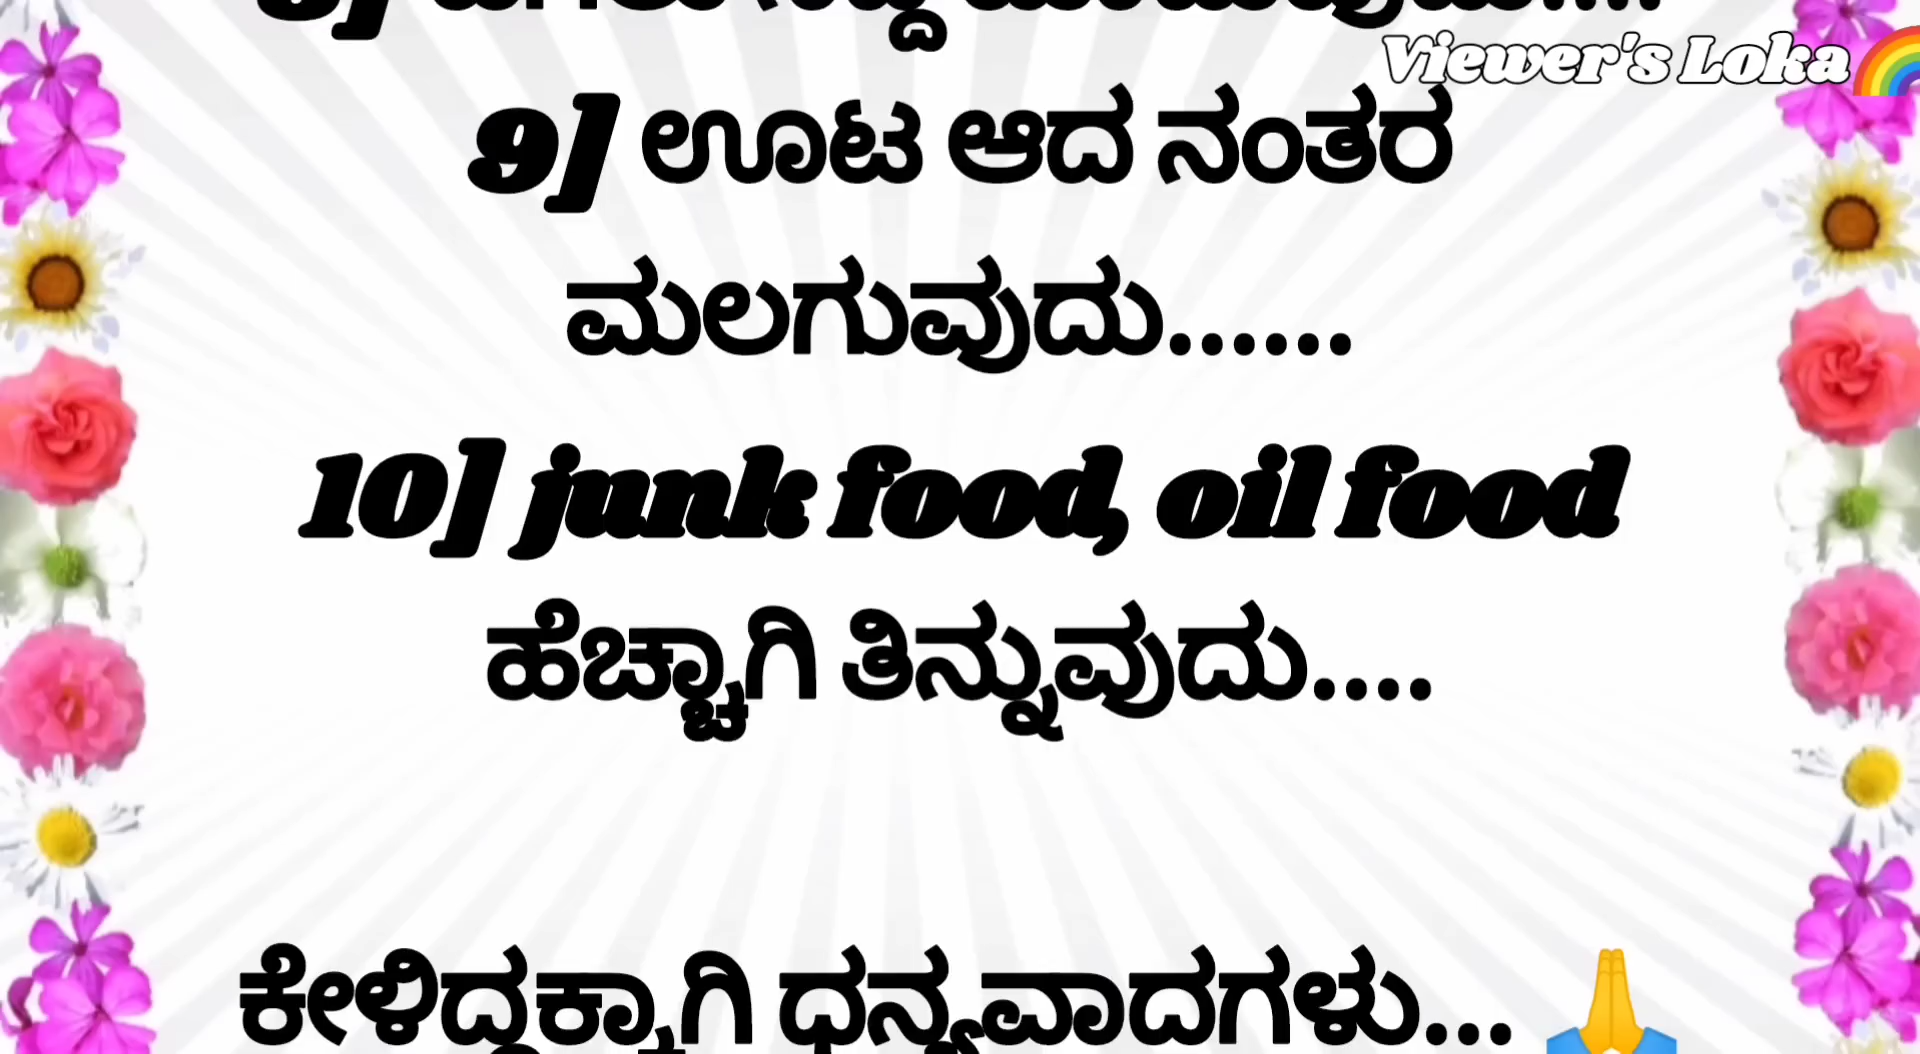 Viewer's Loka
9] ಊಟ ಆದ ನಂತರ
ಮಲಗುವುದು......
10] junk food, oil food
ಹೆಚ್ಚಾಗಿ ತಿನ್ನುವುದು....
ಕೇಳಿದ್ದಕ್ಕಾಗಿ ಧನ್ಯವಾದಗಳು...